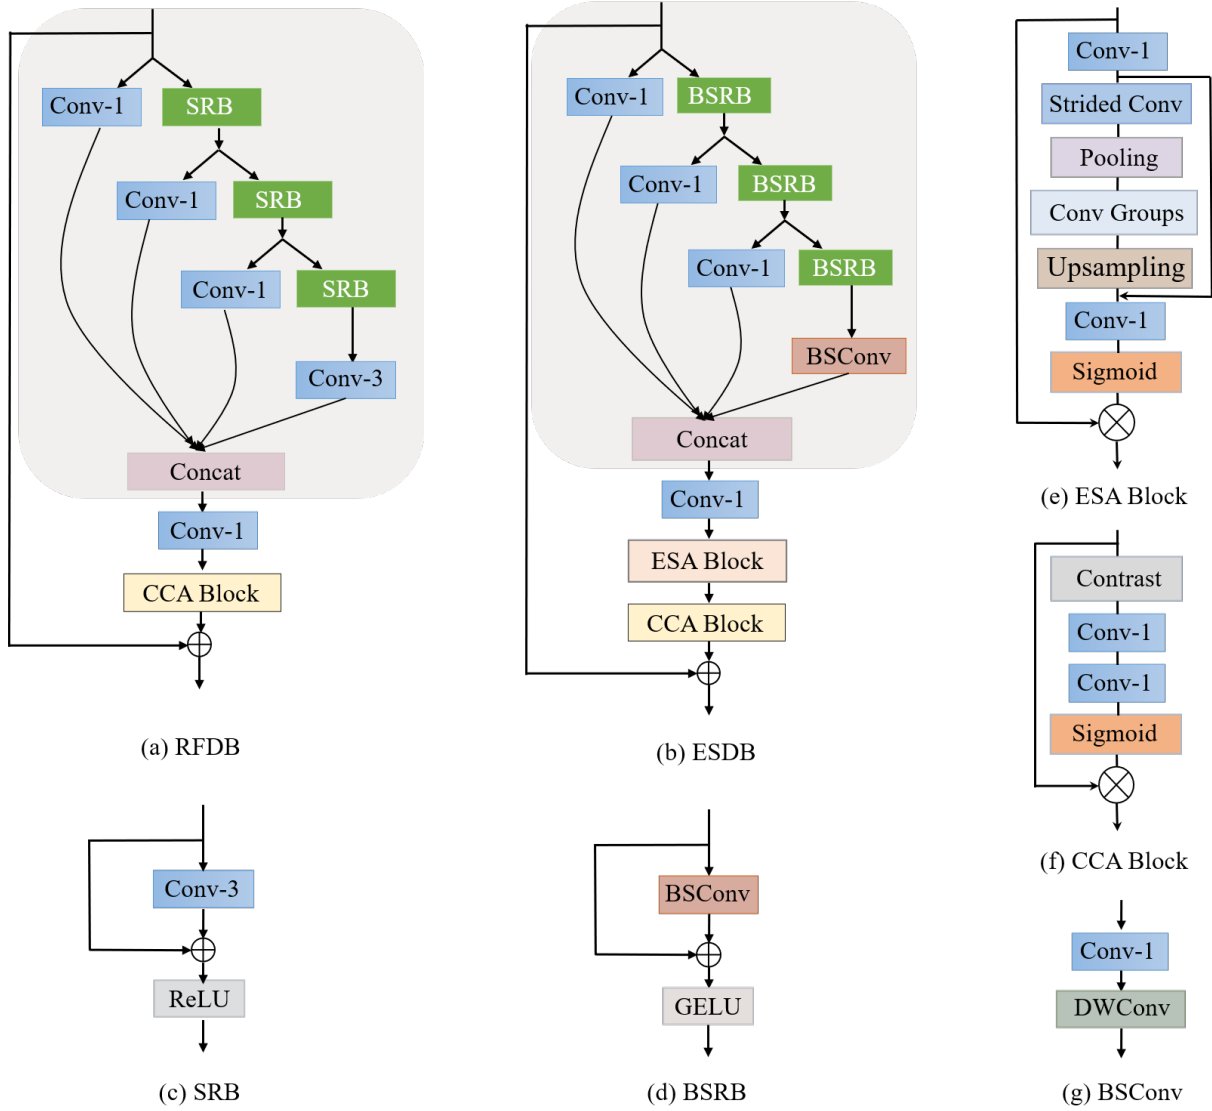 Conv-1
SRB
Conv-1
SRB
Conv-1
SRB
Conv-3
Concat
Conv-1
CCA Block
(a) RFDB
Conv-1
BSRB
Conv-1
BSRB
Conv-1
BSRB
BSConv
Concat
Conv-1
ESA Block
CCA Block
(b) ESDB
Conv-3
ReLU
(c) SRB
BSConv
GELU
(d) BSRB
Conv-1
Strided Conv
Pooling
Conv Groups
Upsampling
Conv-1
Sigmoid
(e) ESA Block
Contrast
Conv-1
Conv-1
Sigmoid
(f) CCA Block
Conv-1
DWConv
(g) BSConv